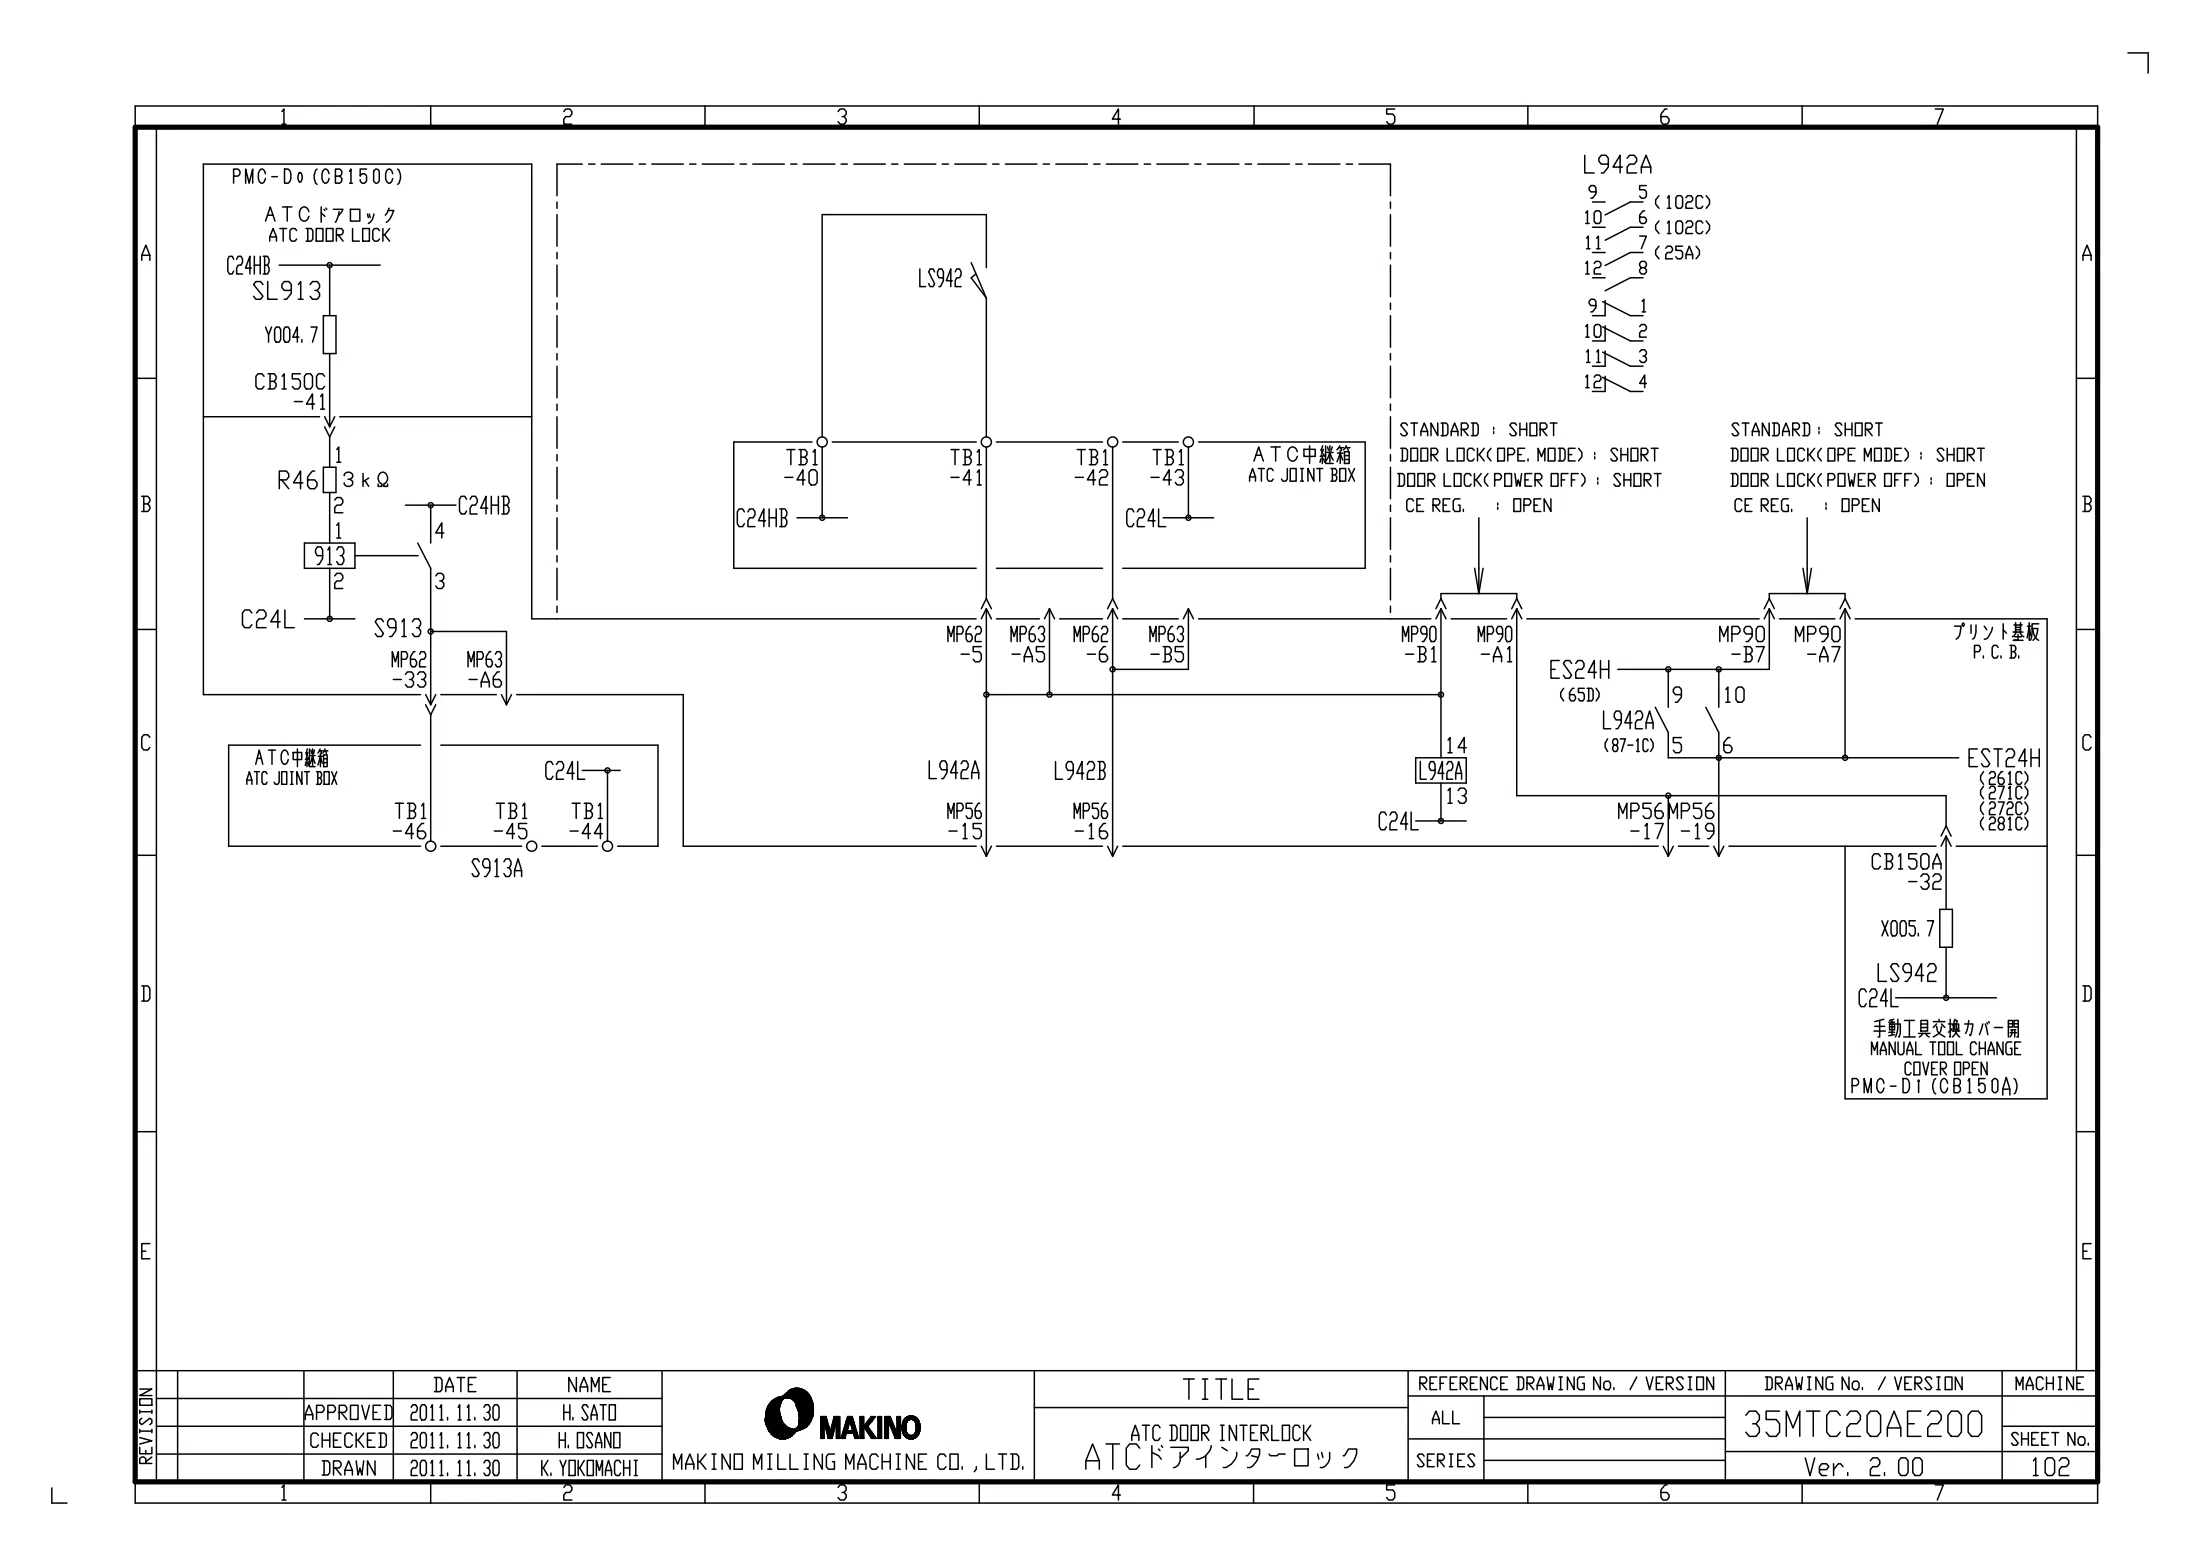 1 2 3 4 5 6 7
A
B
C
D
E
PMC-Do (CB150C)
ATCドアロック
ATC DOOR LOCK
C24HB
SL913
Y004.7
CB150C
-41
1
R46 3kΩ
2
1
913
2
C24L
C24HB
4
3
S913
MP62
-33
MP63
-A6
ATC中継箱
ATC JOINT BOX
C24L
TB1
-46
TB1
-45
TB1
-44
S913A
LS942
TB1
-40
TB1
-41
TB1
-42
TB1
-43
ATC中継箱
ATC JOINT BOX
C24HB
C24L
MP62
-5
MP63
-A5
MP62
-6
MP63
-B5
L942A
L942B
MP56
-15
MP56
-16
L942A
9 5 (102C)
10 6 (102C)
11 7 (25A)
12 8
9 1
10 2
11 3
12 4
STANDARD : SHORT
DOOR LOCK(OPE. MODE) : SHORT
DOOR LOCK(POWER OFF) : SHORT
CE REG. : OPEN
STANDARD : SHORT
DOOR LOCK(OPE MODE) : SHORT
DOOR LOCK(POWER OFF) : OPEN
CE REG. : OPEN
MP90
-B1
MP90
-A1
MP90
-B7
MP90
-A7
プリント基板
P. C. B.
ES24H
(65D)
9 10
L942A
(87-1C)
5 6
14
L942A
13
C24L
EST24H
(261C)
(271C)
(272C)
(281C)
MP56
-17
MP56
-19
CB150A
-32
X005.7
LS942
C24L
手動工具交換カバー開
MANUAL TOOL CHANGE
COVER OPEN
PMC-Di (CB150A)
A
B
C
D
E
REVISION
DATE NAME
APPROVED 2011. 11. 30 H. SATO
CHECKED 2011. 11. 30 H. OSANO
DRAWN 2011. 11. 30 K. YOKOMACHI
MAKINO
MAKINO MILLING MACHINE CO., LTD.
TITLE
ATC DOOR INTERLOCK
ATCドアインターロック
REFERENCE DRAWING No. / VERSION
ALL
SERIES
DRAWING No. / VERSION
35MTC20AE200
Ver. 2.00
MACHINE
SHEET No.
102
1 2 3 4 5 6 7